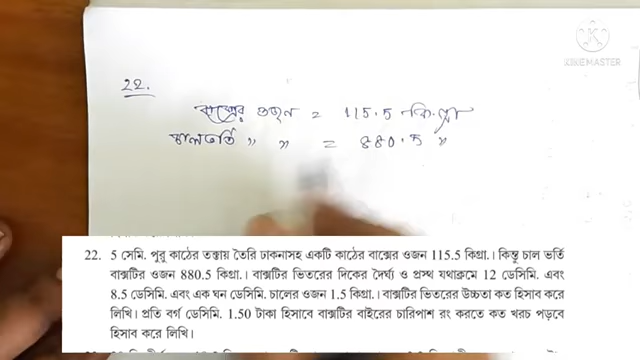 KINEMASTER
22.
বাক্সের ওজন = 115.5 কি.গ্রা
চালভর্তি " " = 880.5 "
22. 5 সেমি. পুরু কাঠের তক্তায় তৈরি ঢাকনাসহ একটি কাঠের বাক্সের ওজন 115.5 কিগ্রা.। কিন্তু চাল ভর্তি
বাক্সটির ওজন 880.5 কিগ্রা.। বাক্সটির ভিতরের দিকের দৈর্ঘ্য ও প্রস্থ যথাক্রমে 12 ডেসিমি. এবং
8.5 ডেসিমি. এবং এক ঘন ডেসিমি. চালের ওজন 1.5 কিগ্রা.। বাক্সটির ভিতরের উচ্চতা কত হিসাব করে
লিখি। প্রতি বর্গ ডেসিমি. 1.50 টাকা হিসাবে বাক্সটির বাইরের চারিপাশ রং করতে কত খরচ পড়বে
হিসাব করে লিখি।